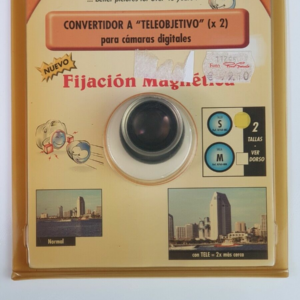 CONVERTIDOR A "TELEOBJETIVO" (x 2)
para cámaras digitales
NUEVO
Fijación Magnética
S
M
2
TALLAS
VER
DORSO
Normal
con TELE = 2x más cerca